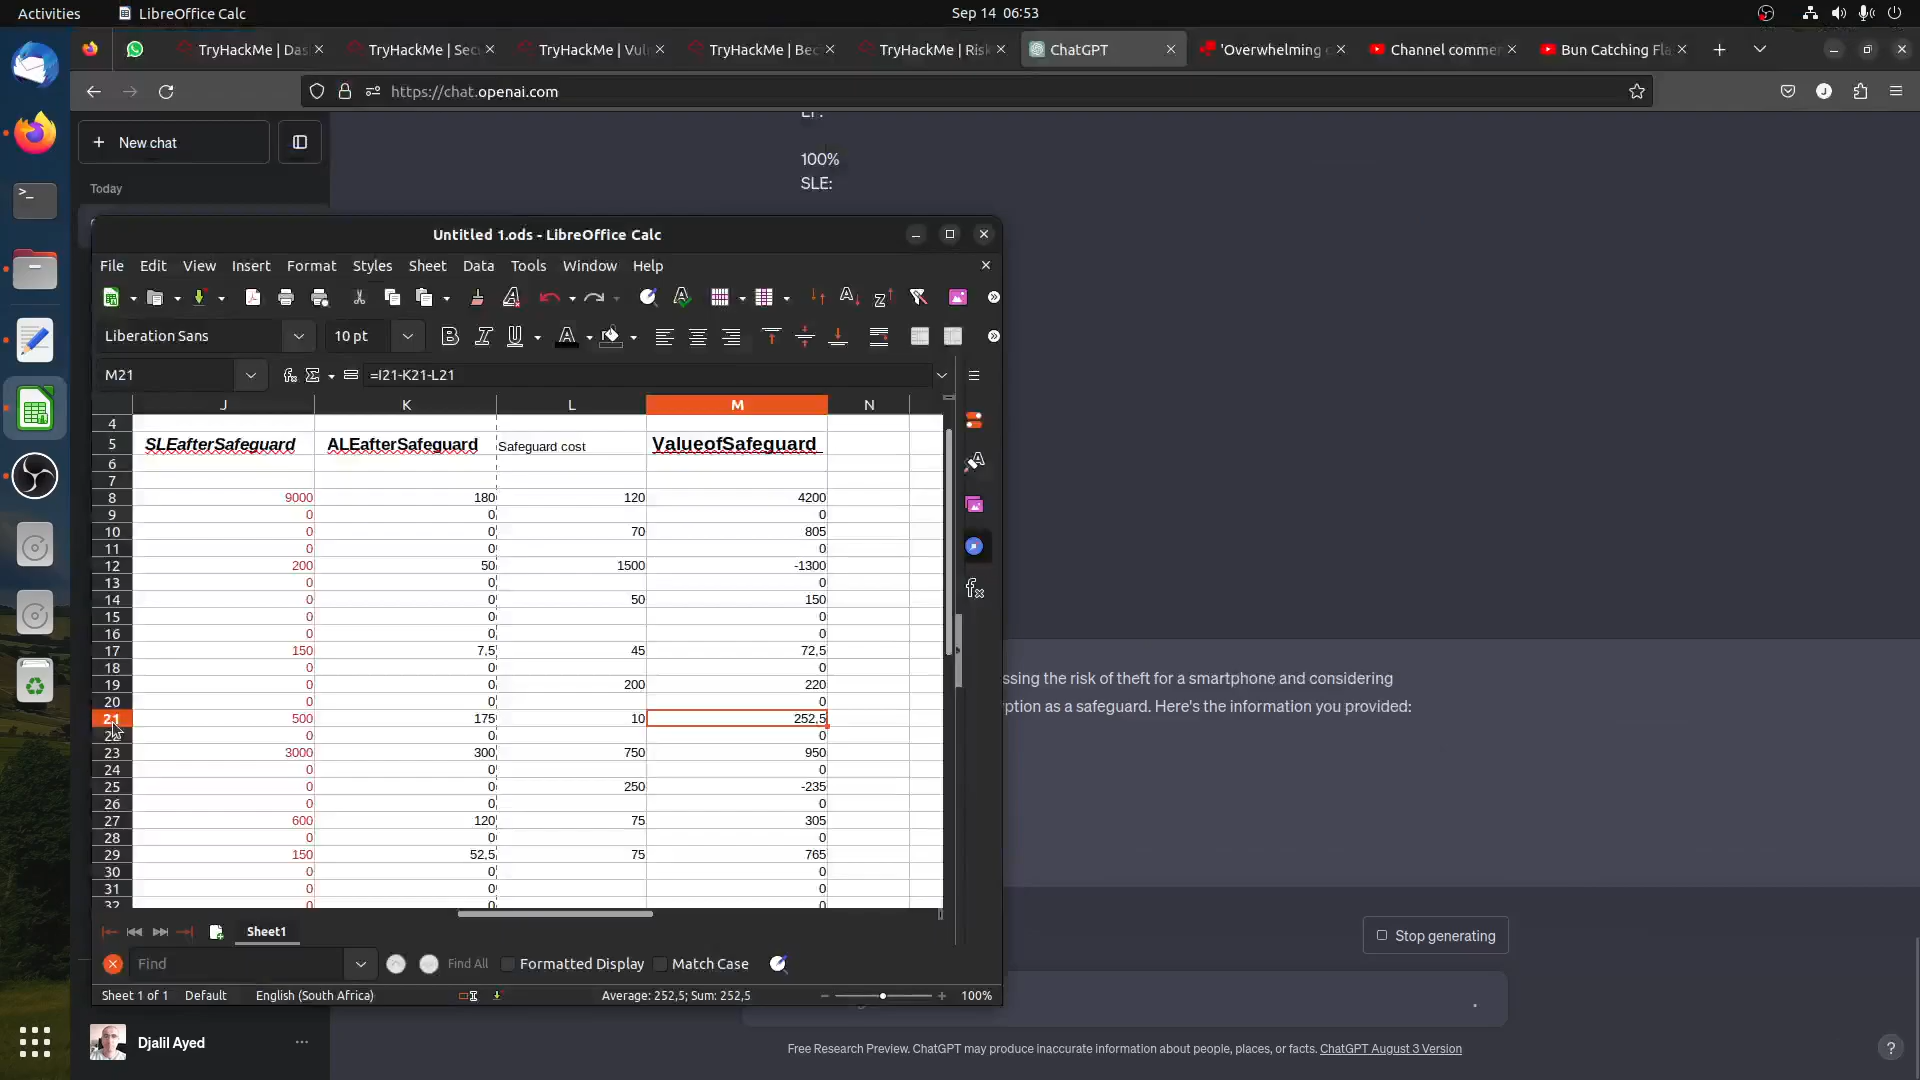 Activities
LibreOffice Calc
Sep 14 06:53
TryHackMe | Das
TryHackMe | Sec
TryHackMe | Vul
TryHackMe | Bec
TryHackMe | Ris
ChatGPT
'Overwhelming
Channel comme
Bun Catching Fla
https://chat.openai.com
New chat
Today
100%
SLE:
Untitled 1.ods - LibreOffice Calc
File Edit View Insert Format Styles Sheet Data Tools Window Help
Liberation Sans
10 pt
M21
=I21-K21-L21
J K L M N
4
5 SLEafterSafeguard ALEafterSafeguard Safeguard cost ValueofSafeguard
6
7
8 9000 180 120 4200
9 0 0 0
10 0 0 70 805
11 0 0 0
12 200 50 1500 -1300
13 0 0 0
14 0 0 50 150
15 0 0 0
16 0 0 0
17 150 7,5 45 72,5
18 0 0 0
19 0 0 200 220
20 0 0 0
21 500 175 10 252,5
22 0 0 0
23 3000 300 750 950
24 0 0 0
25 0 0 250 -235
26 0 0 0
27 600 120 75 305
28 0 0 0
29 150 52,5 75 765
30 0 0 0
31 0 0 0
32 0 0 0
ssing the risk of theft for a smartphone and considering
ption as a safeguard. Here's the information you provided:
Sheet1
Stop generating
Find
Find All
Formatted Display
Match Case
Sheet 1 of 1
Default
English (South Africa)
Average: 252,5; Sum: 252,5
100%
Djalil Ayed
Free Research Preview. ChatGPT may produce inaccurate information about people, places, or facts. ChatGPT August 3 Version
?